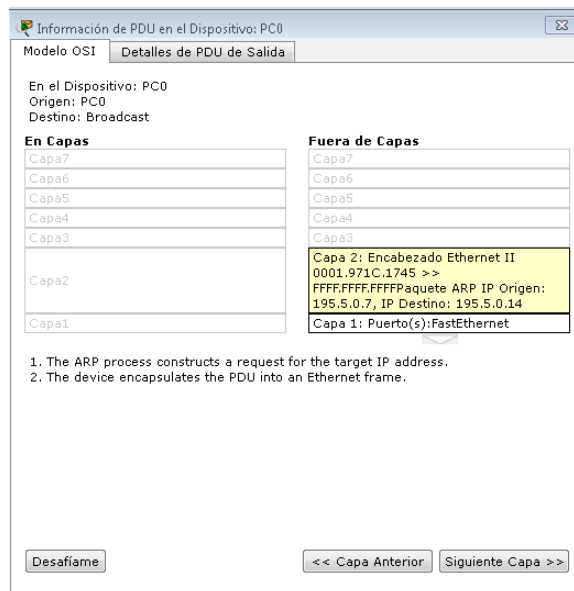 Información de PDU en el Dispositivo: PC0
Modelo OSI
Detalles de PDU de Salida
En el Dispositivo: PC0
Origen: PC0
Destino: Broadcast
En Capas
Fuera de Capas
Capa7
Capa7
Capa6
Capa6
Capa5
Capa5
Capa4
Capa4
Capa3
Capa3
Capa2
Capa 2: Encabezado Ethernet II
0001.971C.1745 >>
FFFF.FFFF.FFFFPaquete ARP IP Origen:
195.5.0.7, IP Destino: 195.5.0.14
Capa1
Capa 1: Puerto(s):FastEthernet
1. The ARP process constructs a request for the target IP address.
2. The device encapsulates the PDU into an Ethernet frame.
Desafíame
<< Capa Anterior
Siguiente Capa >>